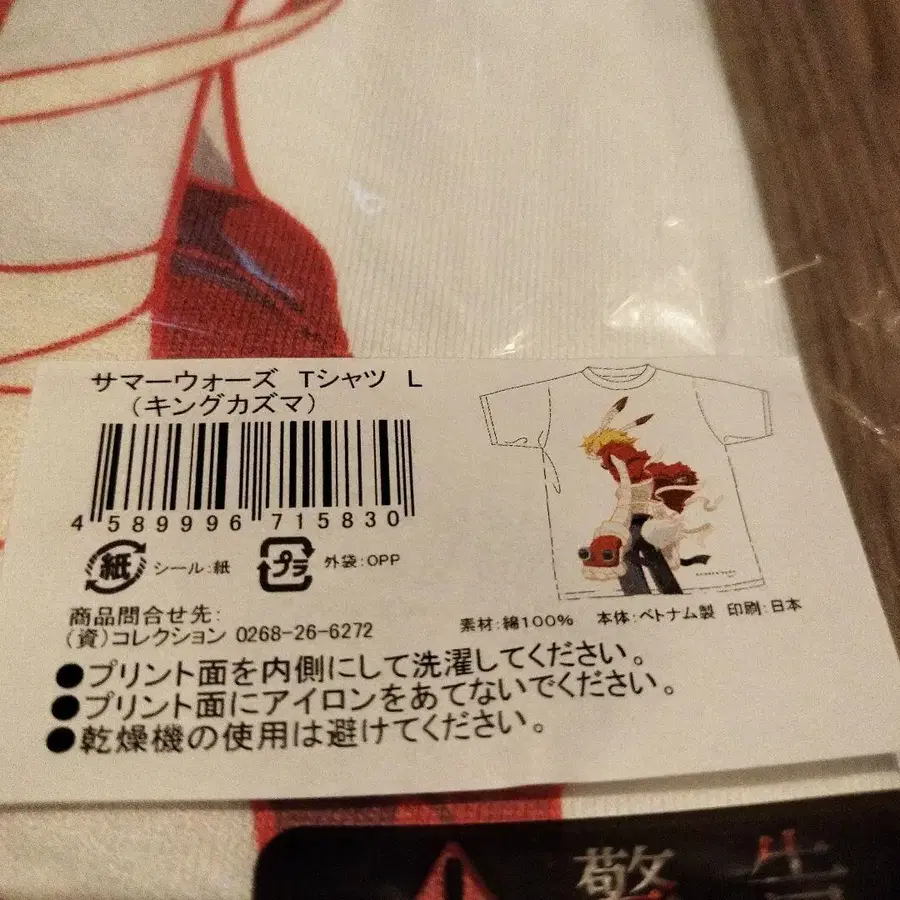 サマーウォーズ Tシャツ L
（キングカズマ）
4 589996 715830
紙 シール:紙 プラ 外袋:OPP
商品問合せ先:
（資）コレクション 0268-26-6272
素材:綿100% 本体:ベトナム製 印刷:日本
●プリント面を内側にして洗濯してください。
●プリント面にアイロンをあてないでください。
●乾燥機の使用は避けてください。
警告